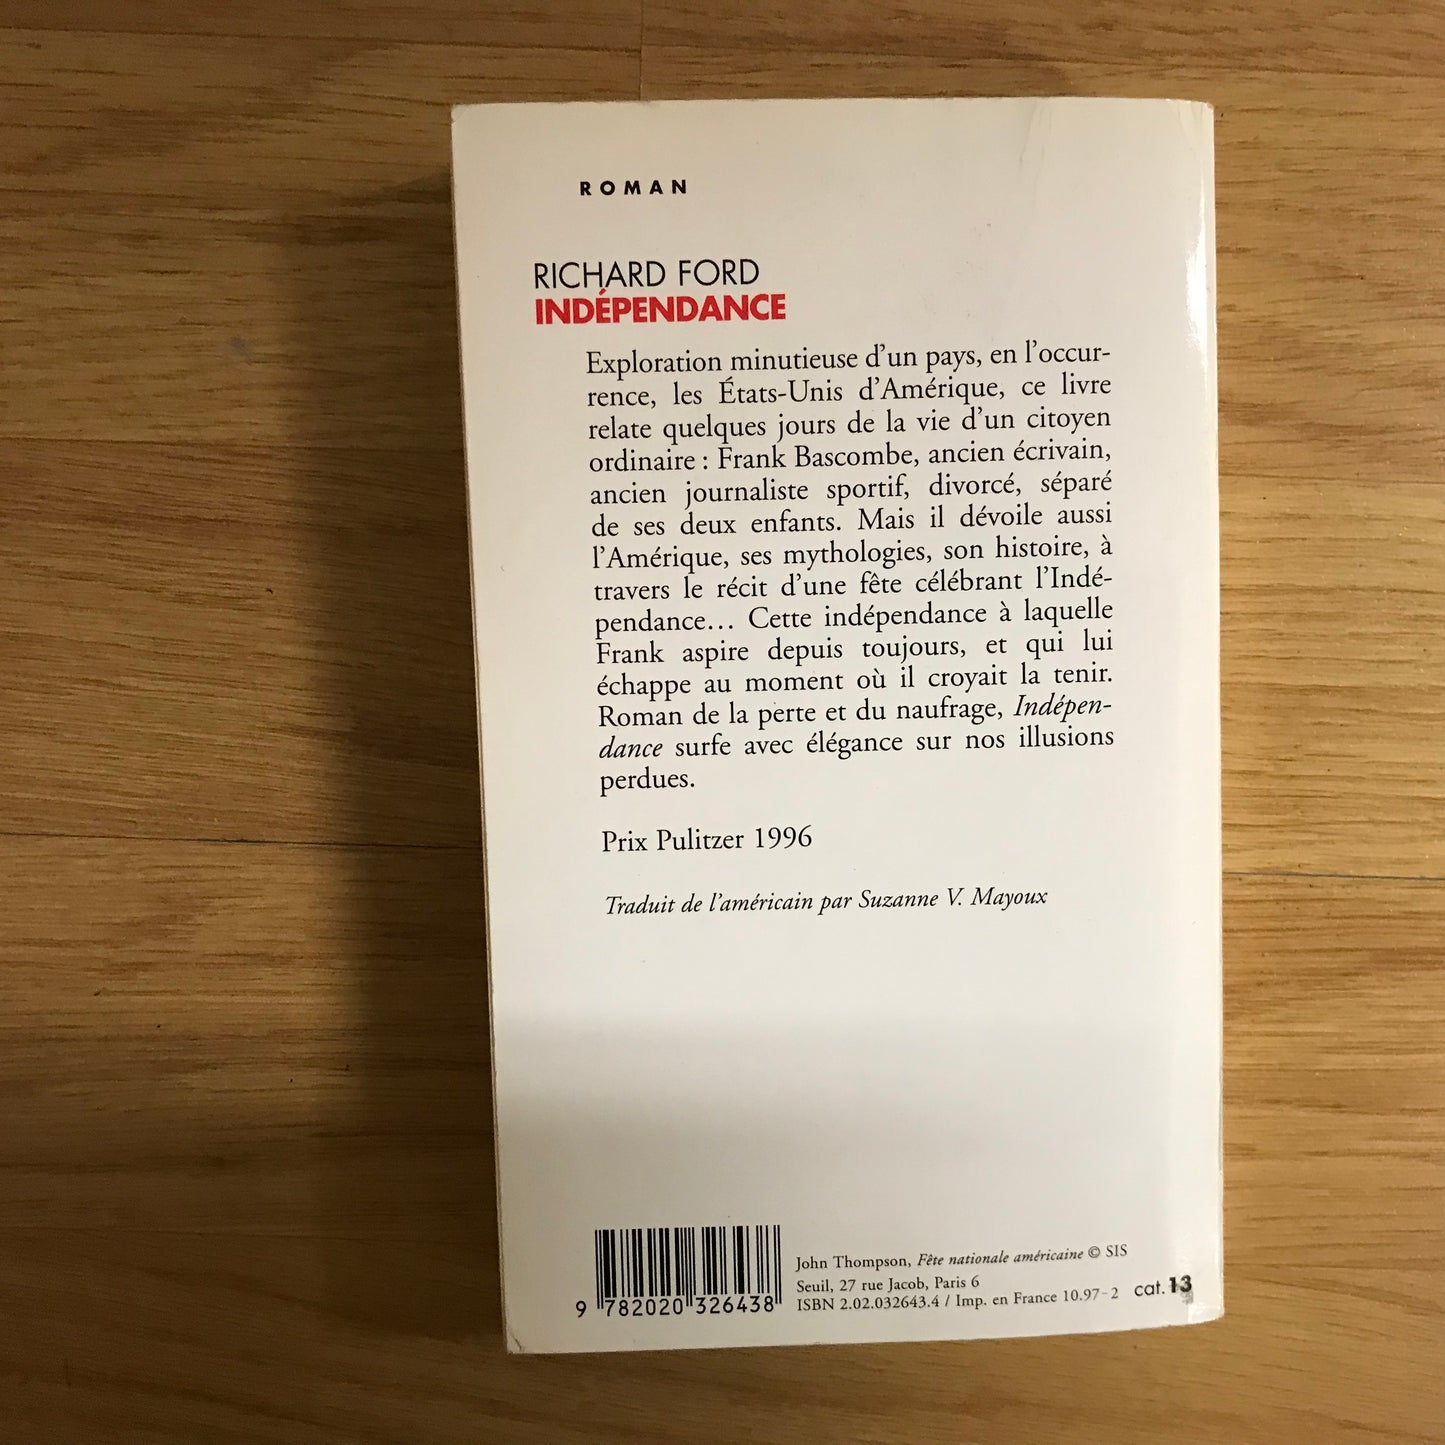 ROMAN
RICHARD FORD
INDÉPENDANCE
Exploration minutieuse d'un pays, en l'occur-
rence, les États-Unis d'Amérique, ce livre
relate quelques jours de la vie d'un citoyen
ordinaire : Frank Bascombe, ancien écrivain,
ancien journaliste sportif, divorcé, séparé
de ses deux enfants. Mais il dévoile aussi
l'Amérique, ses mythologies, son histoire, à
travers le récit d'une fête célébrant l'Indé-
pendance... Cette indépendance à laquelle
Frank aspire depuis toujours, et qui lui
échappe au moment où il croyait la tenir.
Roman de la perte et du naufrage, Indépen-
dance surfe avec élégance sur nos illusions
perdues.
Prix Pulitzer 1996
Traduit de l'américain par Suzanne V. Mayoux
John Thompson, Fête nationale américaine © SIS
Seuil, 27 rue Jacob, Paris 6
ISBN 2.02.032643.4 / Imp. en France 10.97-2 cat.13
9 782020 326438